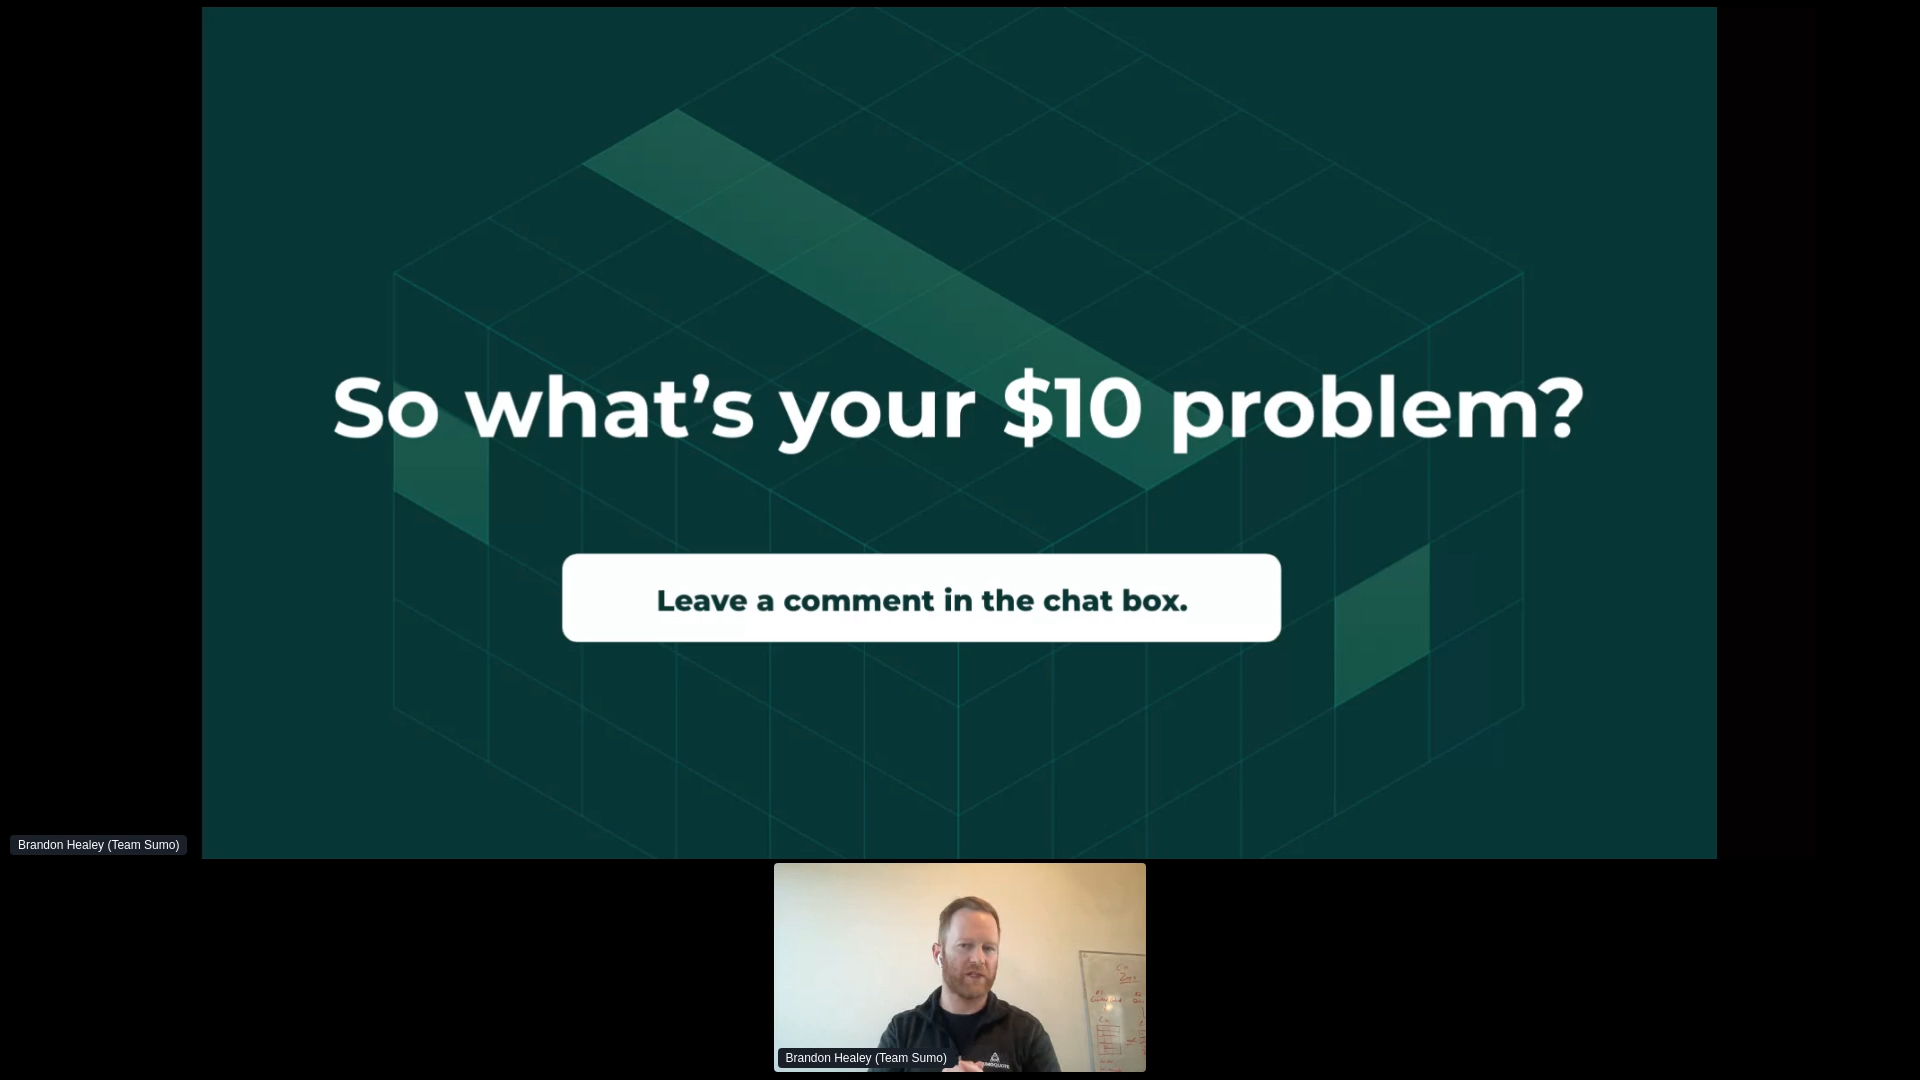 So what’s your $10 problem?
Leave a comment in the chat box.
Brandon Healey (Team Sumo)
Brandon Healey (Team Sumo)